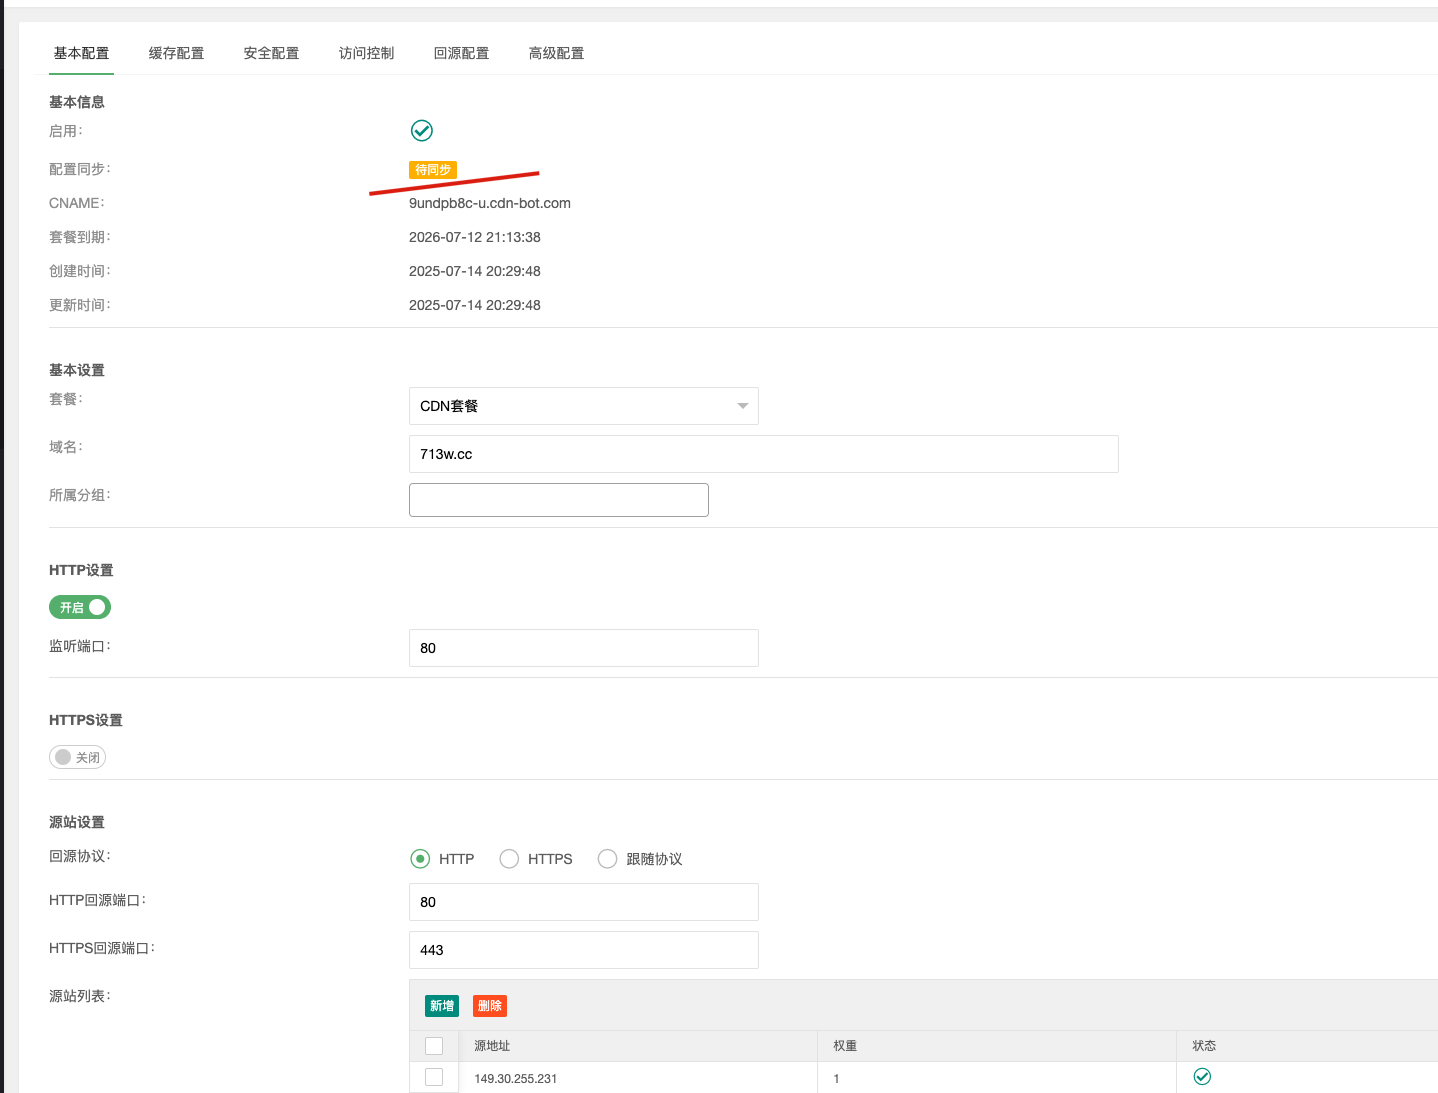 基本配置 缓存配置 安全配置 访问控制 回源配置 高级配置
基本信息
启用：
配置同步： 待同步
CNAME： 9undpb8c-u.cdn-bot.com
套餐到期： 2026-07-12 21:13:38
创建时间： 2025-07-14 20:29:48
更新时间： 2025-07-14 20:29:48
基本设置
套餐： CDN套餐
域名： 713w.cc
所属分组：
HTTP设置
开启
监听端口： 80
HTTPS设置
关闭
源站设置
回源协议： HTTP HTTPS 跟随协议
HTTP回源端口： 80
HTTPS回源端口： 443
源站列表： 新增 删除
源地址 权重 状态
149.30.255.231 1